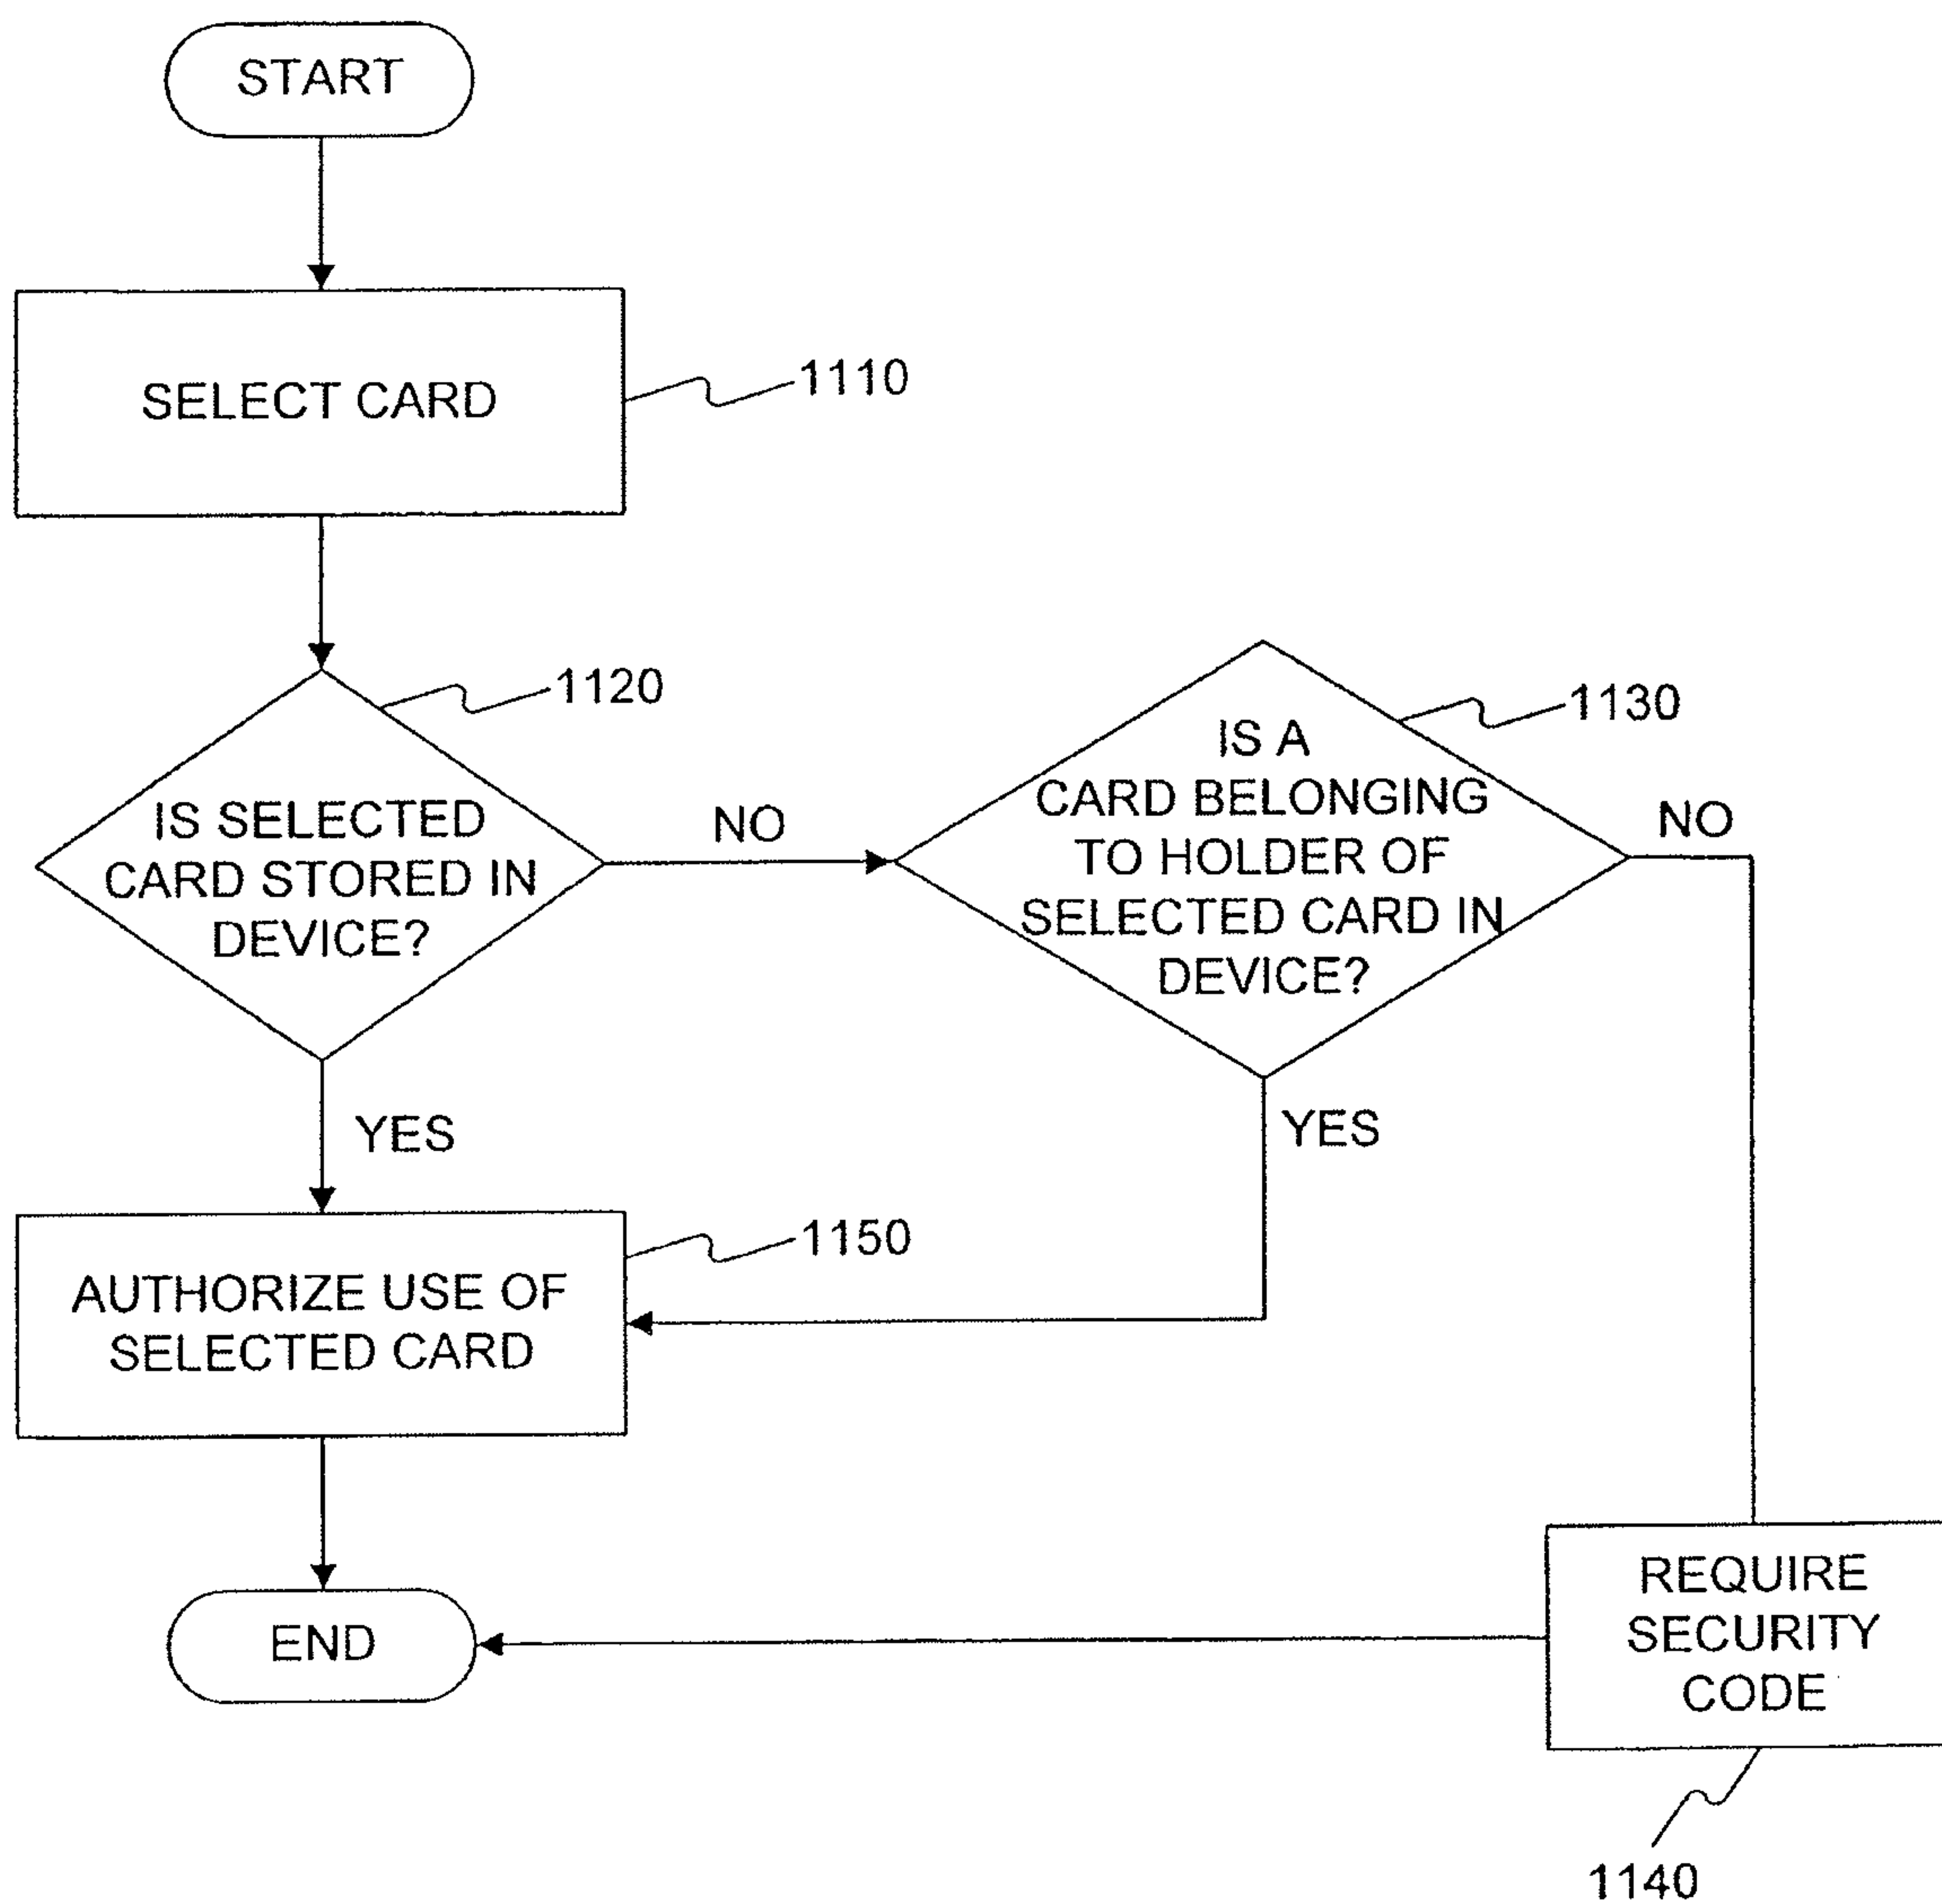 START
SELECT CARD
1110
1120
IS SELECTED
CARD STORED IN
DEVICE?
NO
1130
IS A
CARD BELONGING
TO HOLDER OF
SELECTED CARD IN
DEVICE?
NO
YES
YES
1150
AUTHORIZE USE OF
SELECTED CARD
END
REQUIRE
SECURITY
CODE
1140